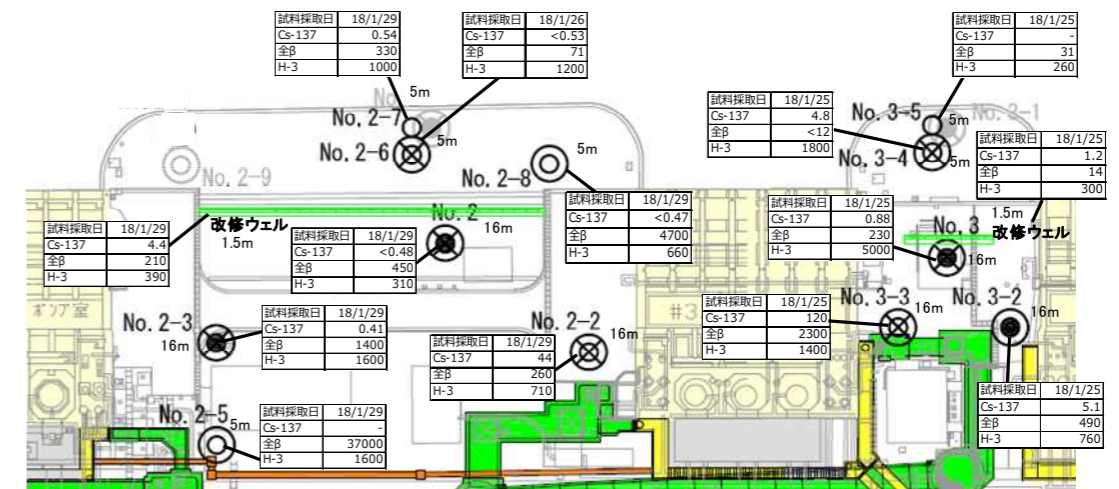 試料採取日 18/1/29
Cs-137 0.54
全β 330
H-3 1000
試料採取日 18/1/26
Cs-137 <0.53
全β 71
H-3 1200
試料採取日 18/1/25
Cs-137 -
全β 31
H-3 260
5m
No. 2-7
No. 2-6
5m
No. 2-8
5m
No. 2-9
試料採取日 18/1/25
Cs-137 4.8
全β <12
H-3 1800
No. 3-5
5m
No. 3-1
No. 3-4
5m
試料採取日 18/1/25
Cs-137 1.2
全β 14
H-3 300
試料採取日 18/1/29
Cs-137 4.4
全β 210
H-3 390
改修ウェル
1.5m
試料採取日 18/1/29
Cs-137 <0.48
全β 450
H-3 310
No. 2
16m
試料採取日 18/1/29
Cs-137 <0.47
全β 4700
H-3 660
試料採取日 18/1/25
Cs-137 0.88
全β 230
H-3 5000
1.5m
改修ウェル
No. 3
16m
ポンプ室
No. 2-3
16m
試料採取日 18/1/29
Cs-137 0.41
全β 1400
H-3 1600
試料採取日 18/1/29
Cs-137 44
全β 260
H-3 710
No. 2-2
16m
#3
試料採取日 18/1/25
Cs-137 120
全β 2300
H-3 1400
No. 3-3
16m
No. 3-2
16m
No. 2-5
5m
試料採取日 18/1/29
Cs-137 -
全β 37000
H-3 1600
試料採取日 18/1/25
Cs-137 5.1
全β 490
H-3 760